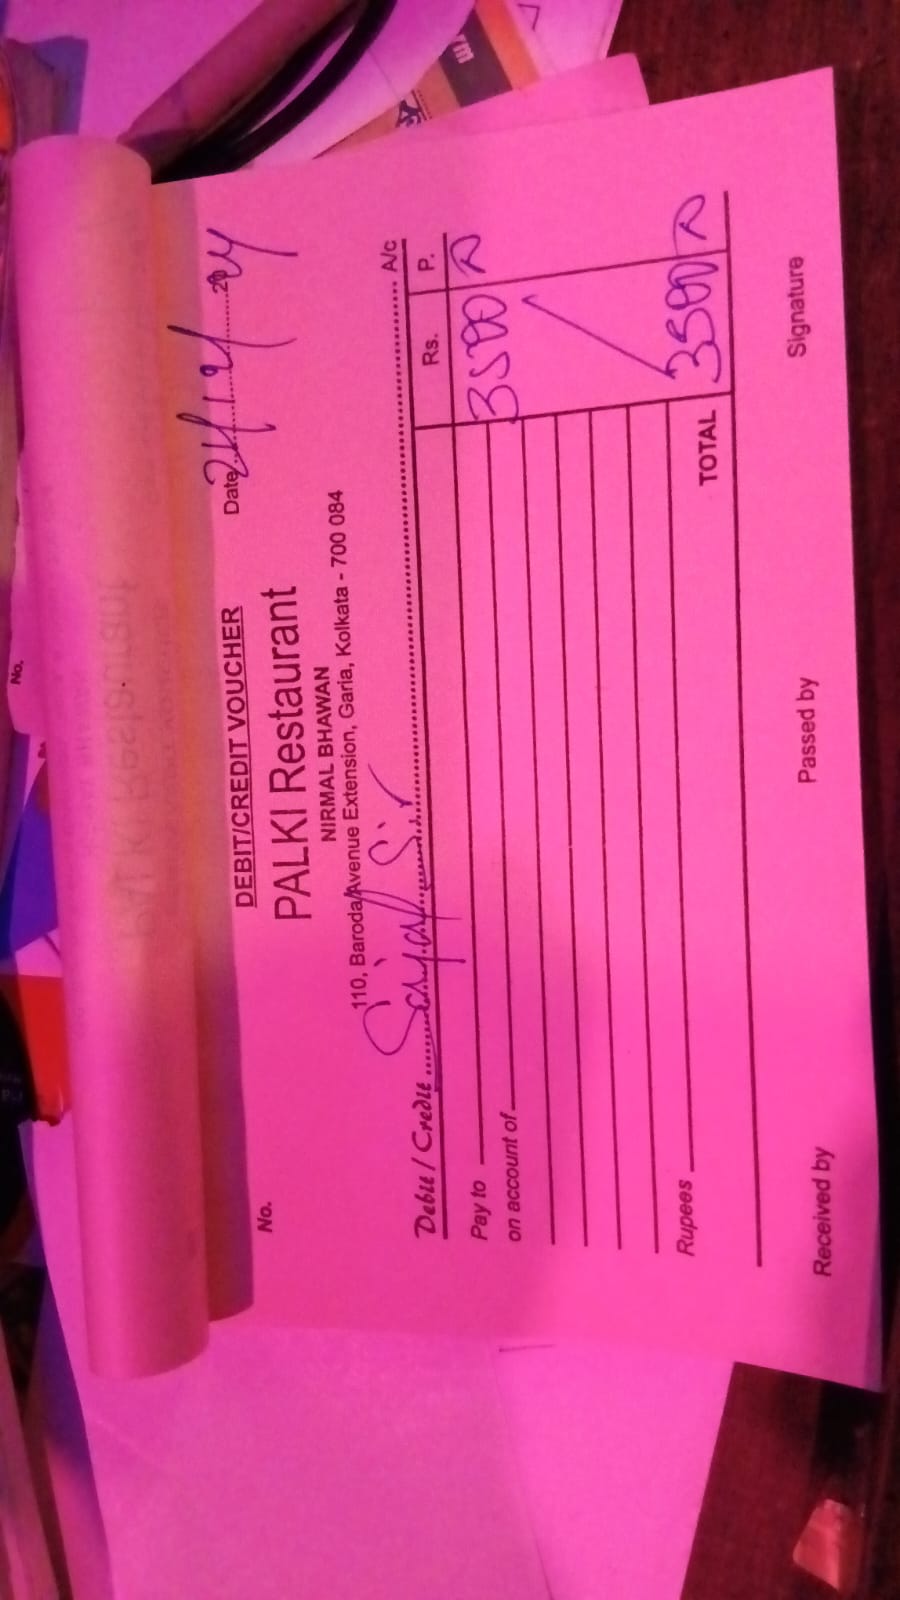 No.
DEBIT/CREDIT VOUCHER
Date 2024
PALKI Restaurant
NIRMAL BHAWAN
110, Baroda Avenue Extension, Garia, Kolkata - 700 084
No.
Debit / Credit Sanjay Sir A/c
Rs. P.
Pay to 3500
on account of
Rupees
TOTAL 3500
Received by Passed by Signature